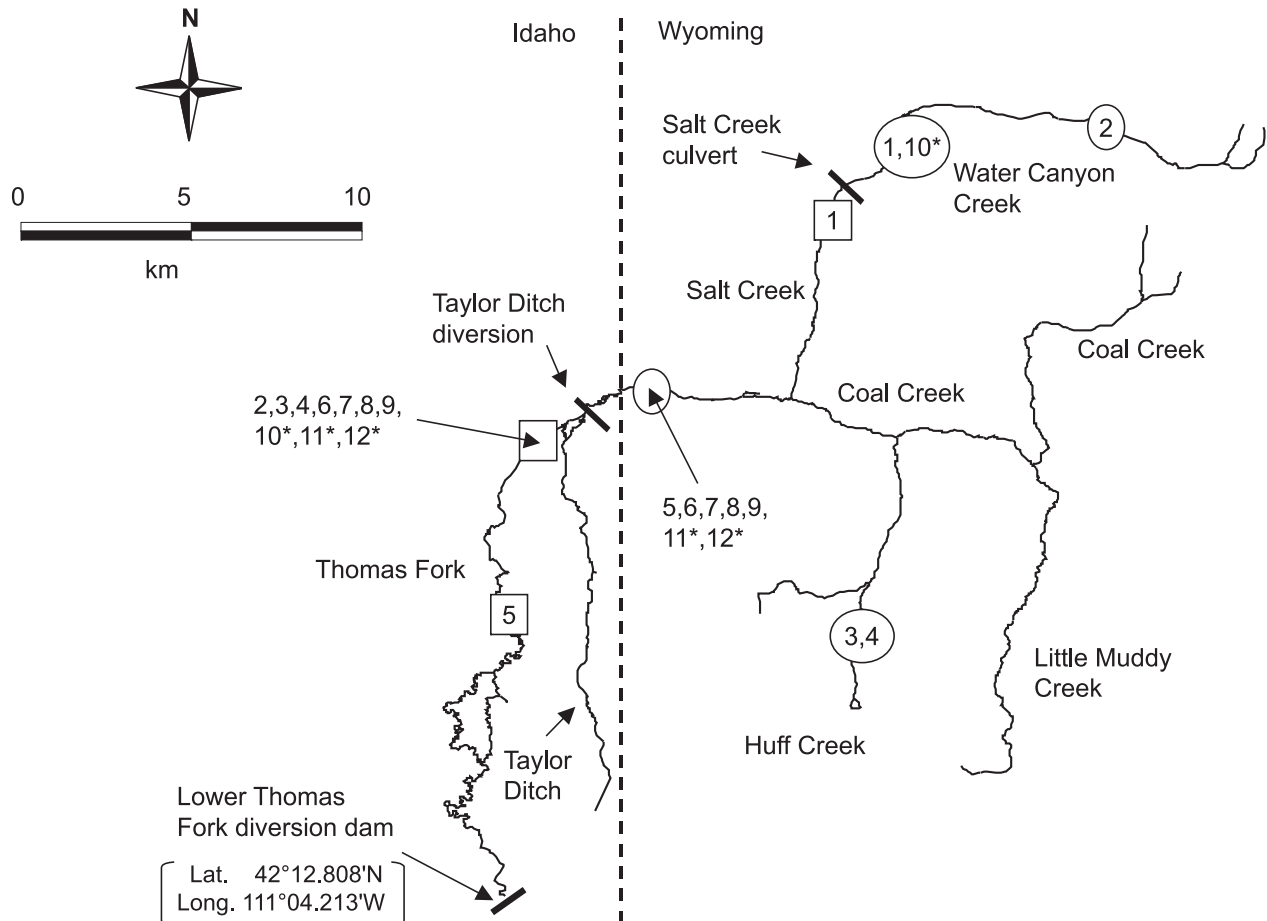 N
Idaho
Wyoming
0
5
10
km
Salt Creek
culvert
1,10*
2
Water Canyon
Creek
1
Salt Creek
Coal Creek
Taylor Ditch
diversion
Coal Creek
2,3,4,6,7,8,9,
10*,11*,12*
5,6,7,8,9,
11*,12*
Thomas Fork
5
3,4
Little Muddy
Creek
Huff Creek
Taylor
Ditch
Lower Thomas
Fork diversion dam
Lat. 42°12.808'N
Long. 111°04.213'W